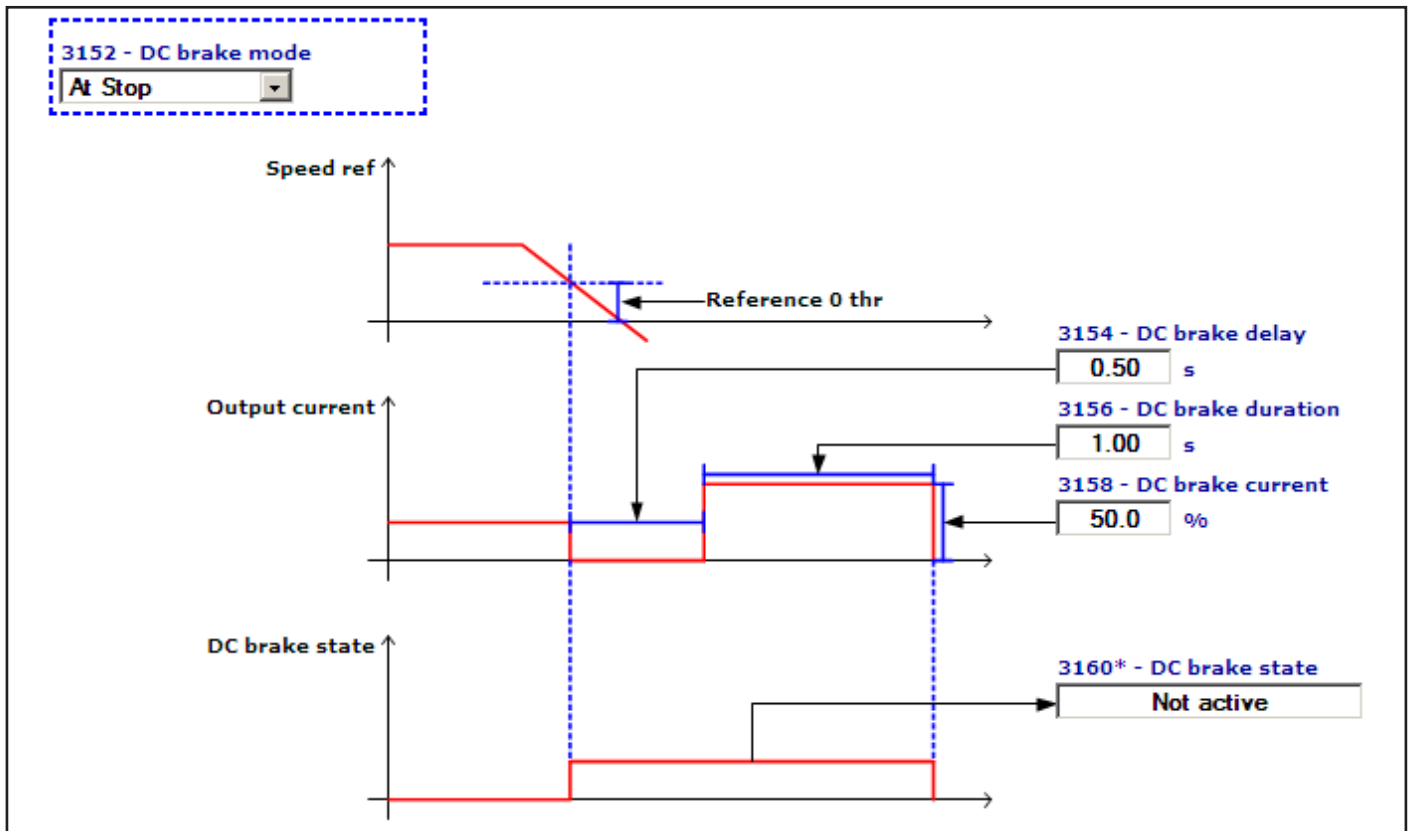 3152 - DC brake mode
At Stop
Speed ref
Reference 0 thr
3154 - DC brake delay
0.50 s
Output current
3156 - DC brake duration
1.00 s
3158 - DC brake current
50.0 %
DC brake state
3160* - DC brake state
Not active